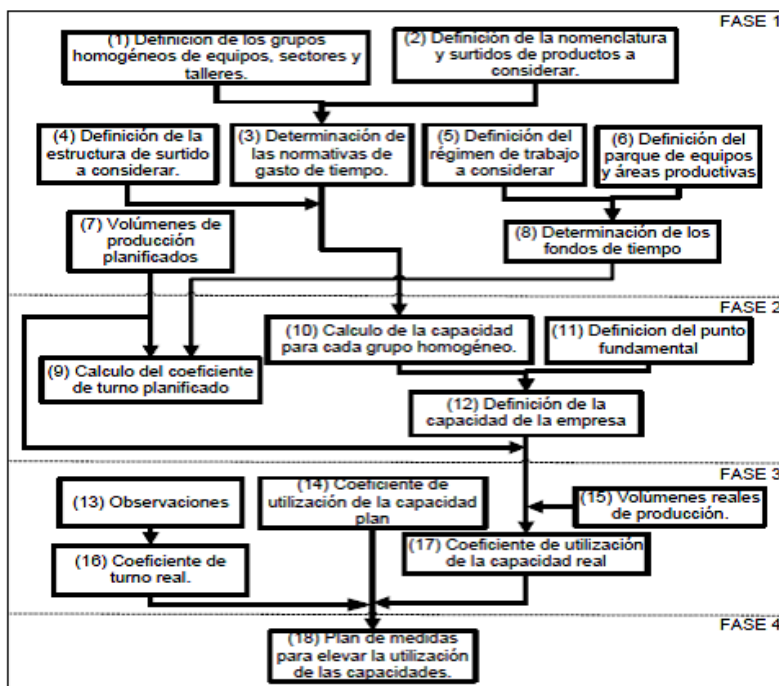 FASE 1
(1) Definición de los grupos
homogéneos de equipos, sectores y
talleres.
(2) Definición de la nomenclatura
y surtidos de productos a
considerar.
(4) Definición de la
estructura de surtido
a considerar.
(3) Determinación de
las normativas de
gasto de tiempo.
(5) Definición del
régimen de trabajo a
considerar
(6) Definición del
parque de equipos
y áreas productivas
(7) Volúmenes de
producción
planificados
(8) Determinación de los
fondos de tiempo
FASE 2
(9) Calculo del coeficiente
de turno planificado
(10) Calculo de la capacidad
para cada grupo homogéneo.
(11) Definicion del punto
fundamental
(12) Definición de la
capacidad de la empresa
FASE 3
(13) Observaciones
(14) Coeficiente de
utilización de la capacidad
plan
(15) Volúmenes reales
de producción.
(16) Coeficiente de
turno real.
(17) Coeficiente de utilización
de la capacidad real
FASE 4
(18) Plan de medidas
para elevar la utilización
de las capacidades.